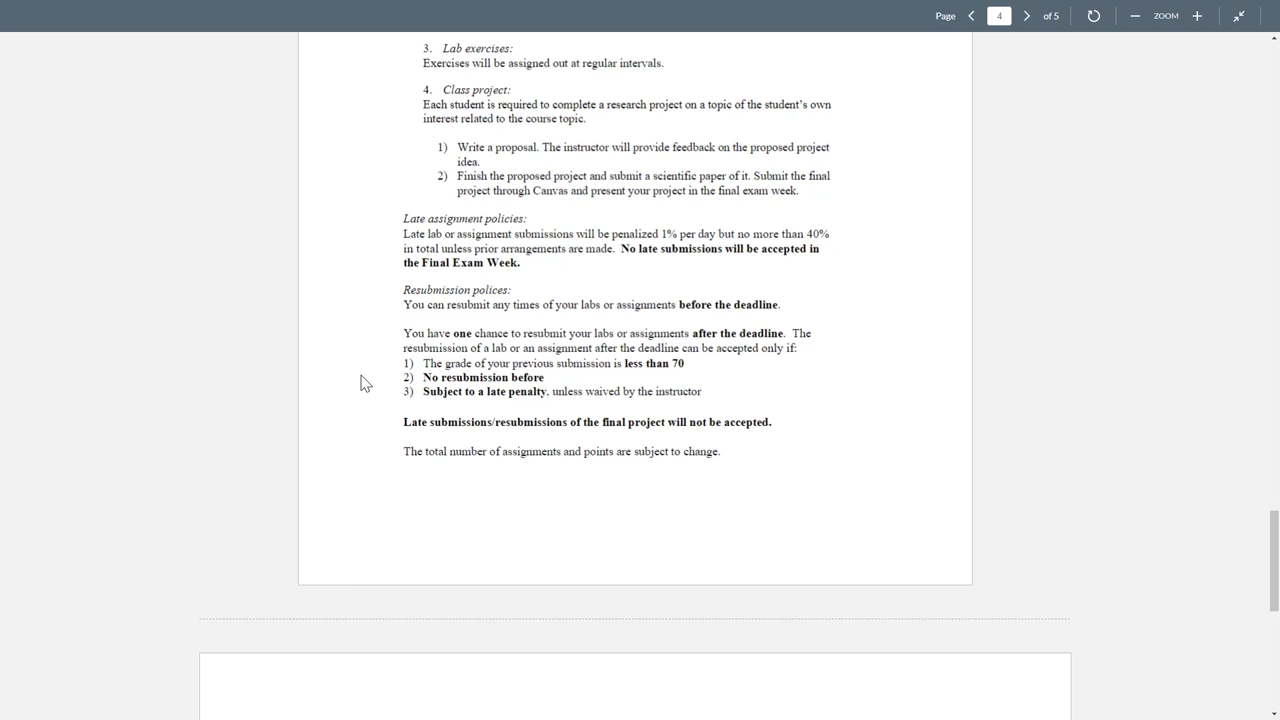 Page 4 of 5 ZOOM
3. Lab exercises:
Exercises will be assigned out at regular intervals.
4. Class project:
Each student is required to complete a research project on a topic of the student's own
interest related to the course topic.
1) Write a proposal. The instructor will provide feedback on the proposed project
idea.
2) Finish the proposed project and submit a scientific paper of it. Submit the final
project through Canvas and present your project in the final exam week.
Late assignment policies:
Late lab or assignment submissions will be penalized 1% per day but no more than 40%
in total unless prior arrangements are made. No late submissions will be accepted in
the Final Exam Week.
Resubmission polices:
You can resubmit any times of your labs or assignments before the deadline.
You have one chance to resubmit your labs or assignments after the deadline. The
resubmission of a lab or an assignment after the deadline can be accepted only if:
1) The grade of your previous submission is less than 70
2) No resubmission before
3) Subject to a late penalty, unless waived by the instructor
Late submissions/resubmissions of the final project will not be accepted.
The total number of assignments and points are subject to change.